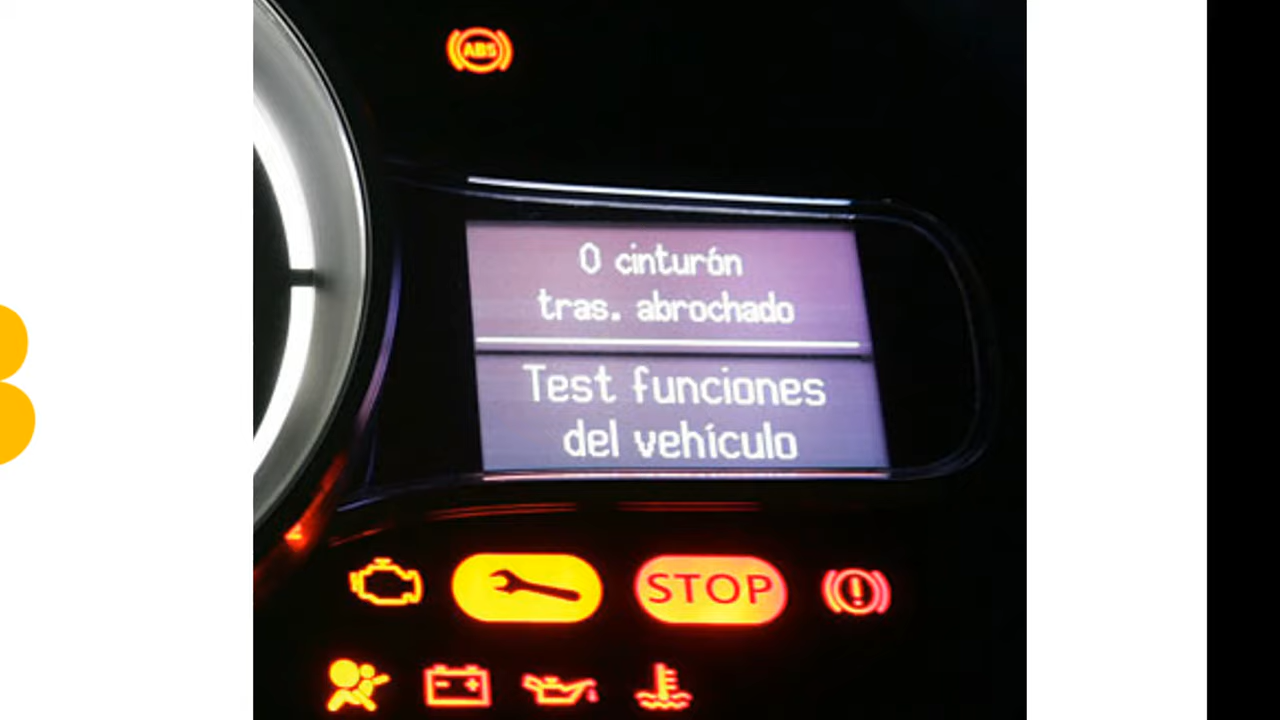 ABS
0 cinturón
tras. abrochado
Test funciones
del vehículo
STOP